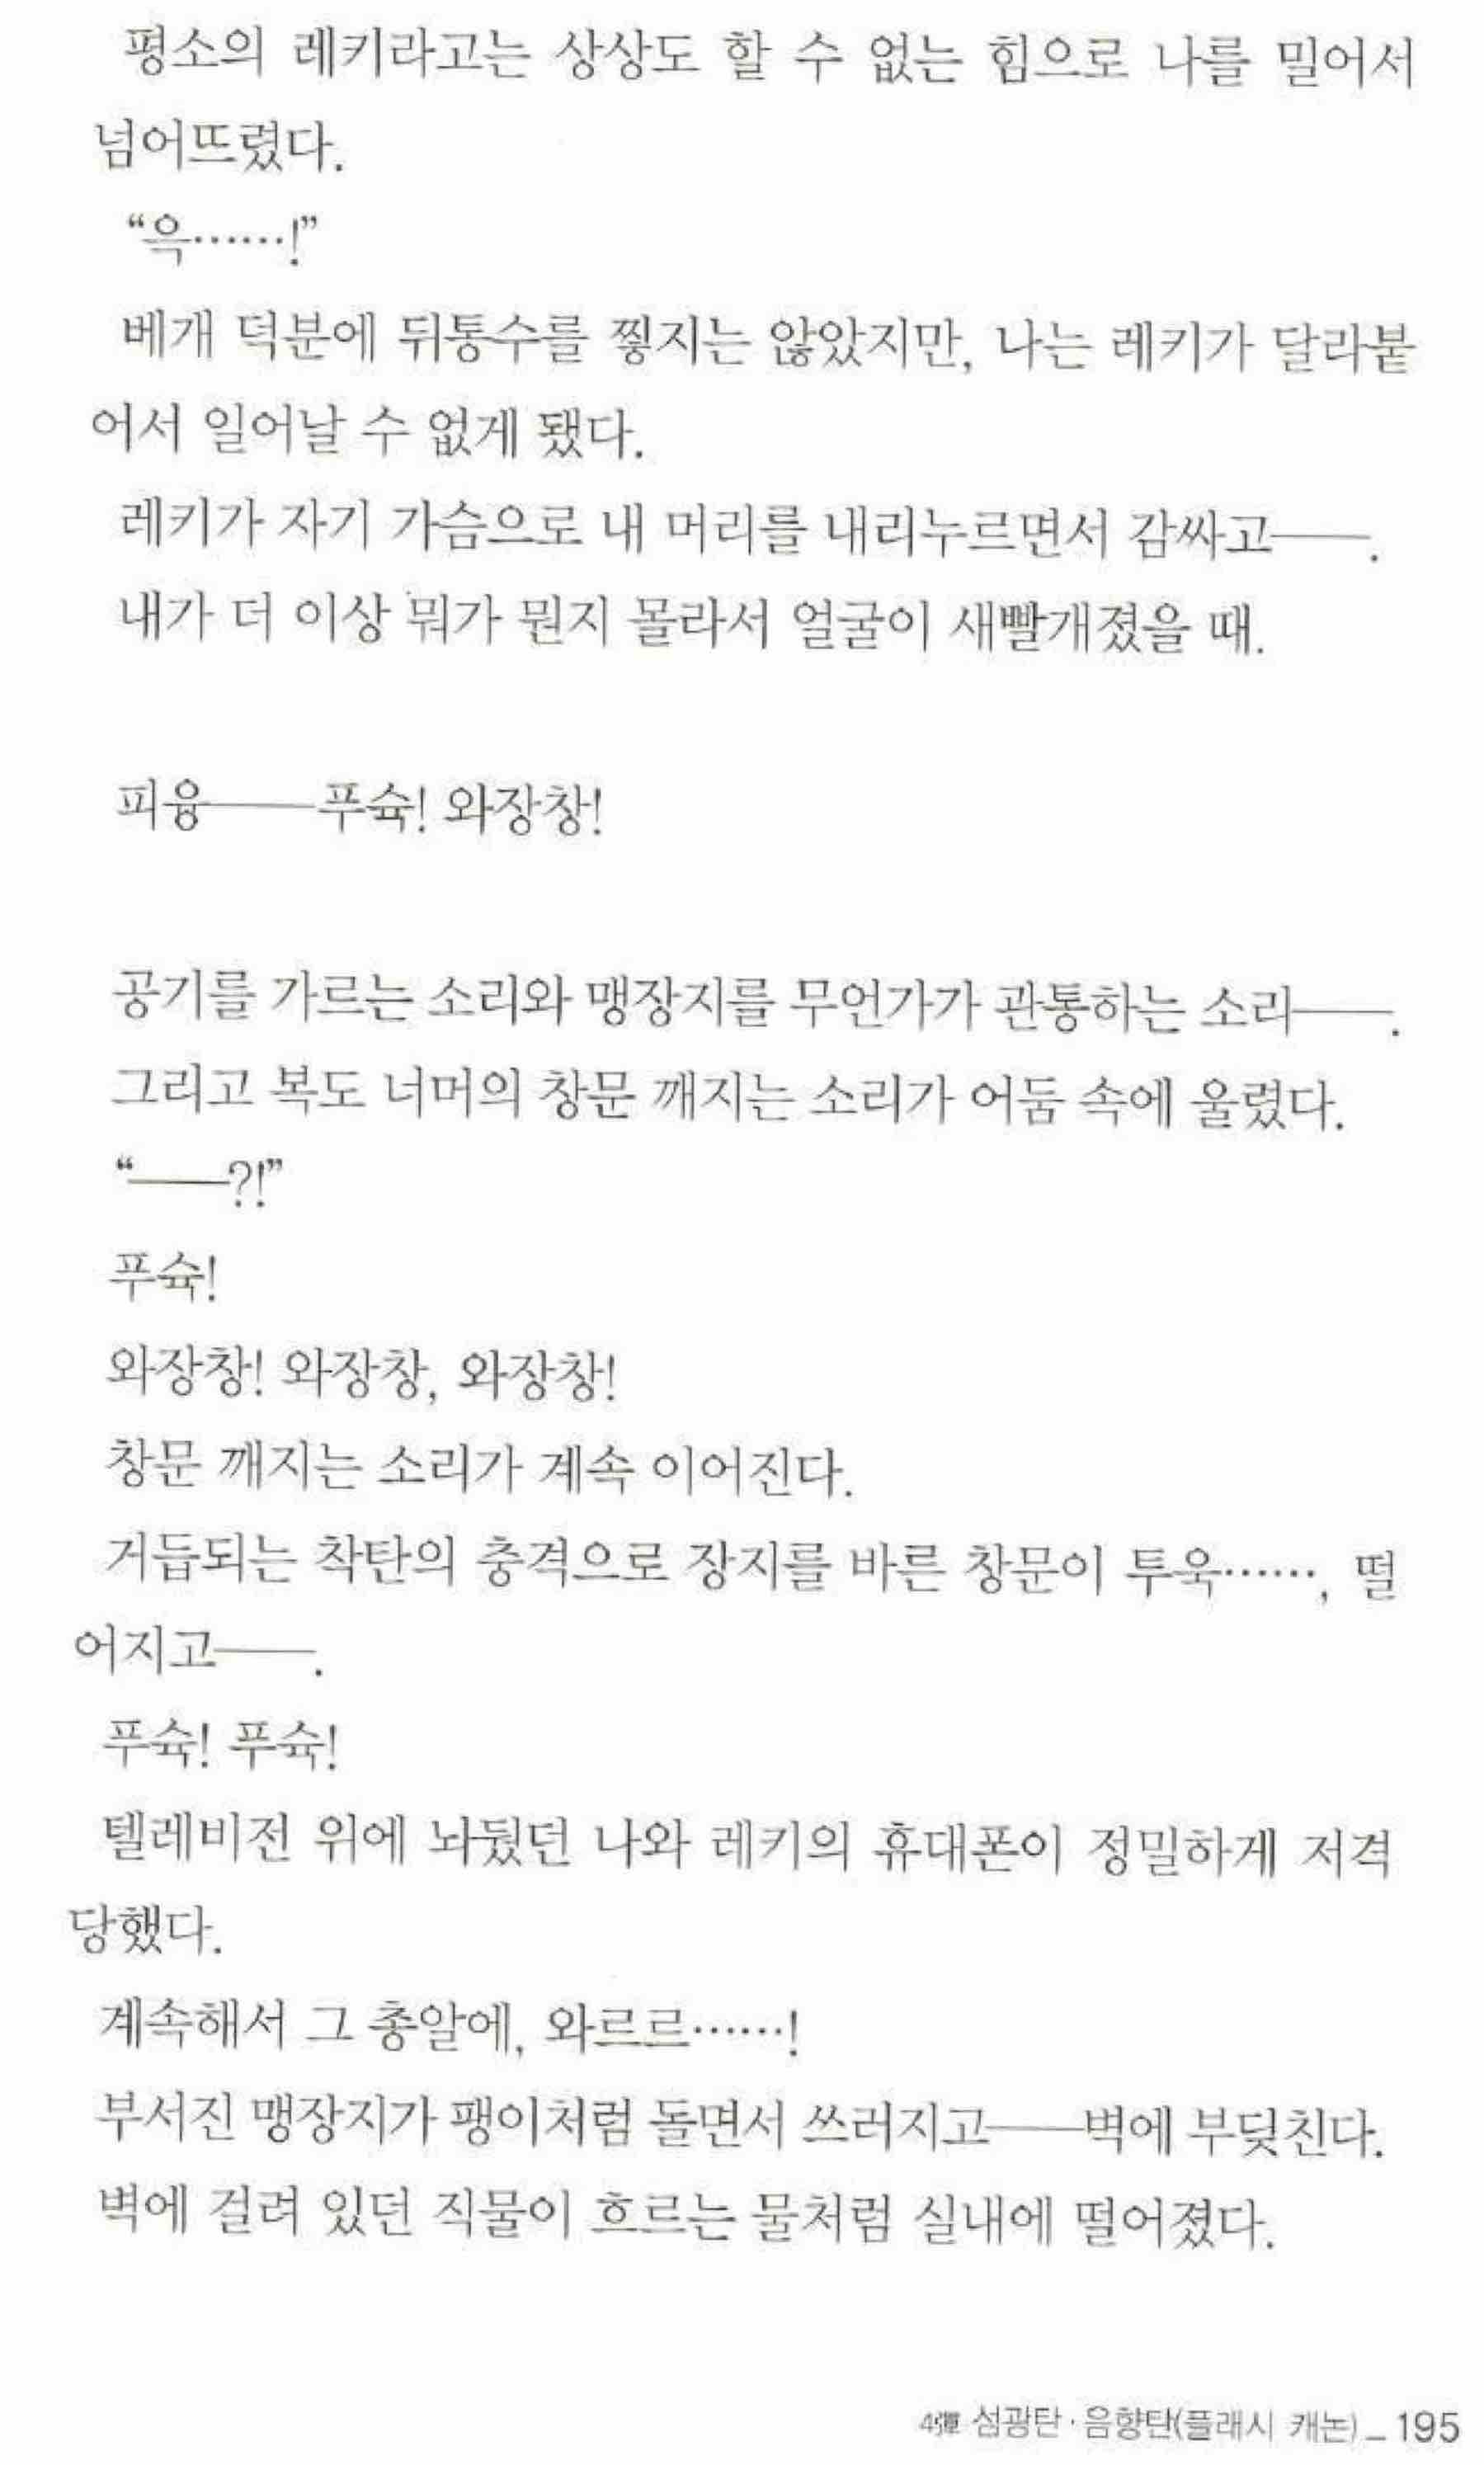 평소의 레키라고는 상상도 할 수 없는 힘으로 나를 밀어서
넘어뜨렸다.
“윽……!”
베개 덕분에 뒤통수를 찧지는 않았지만, 나는 레키가 달라붙
어서 일어날 수 없게 됐다.
레키가 자기 가슴으로 내 머리를 내리누르면서 감싸고──.
내가 더 이상 뭐가 뭔지 몰라서 얼굴이 새빨개졌을 때.
피융──푸슉! 와장창!
공기를 가르는 소리와 맹장지를 무언가가 관통하는 소리──.
그리고 복도 너머의 창문 깨지는 소리가 어둠 속에 울렸다.
“──?!”
푸슉!
와장창! 와장창, 와장창!
창문 깨지는 소리가 계속 이어진다.
거듭되는 착탄의 충격으로 장지를 바른 창문이 투욱……, 떨
어지고──.
푸슉! 푸슉!
텔레비전 위에 놔뒀던 나와 레키의 휴대폰이 정밀하게 저격
당했다.
계속해서 그 총알에, 와르르……!
부서진 맹장지가 팽이처럼 돌면서 쓰러지고──벽에 부딪친다.
벽에 걸려 있던 직물이 흐르는 물처럼 실내에 떨어졌다.
4彈 섬광탄·음향탄(플래시 캐논) _ 195